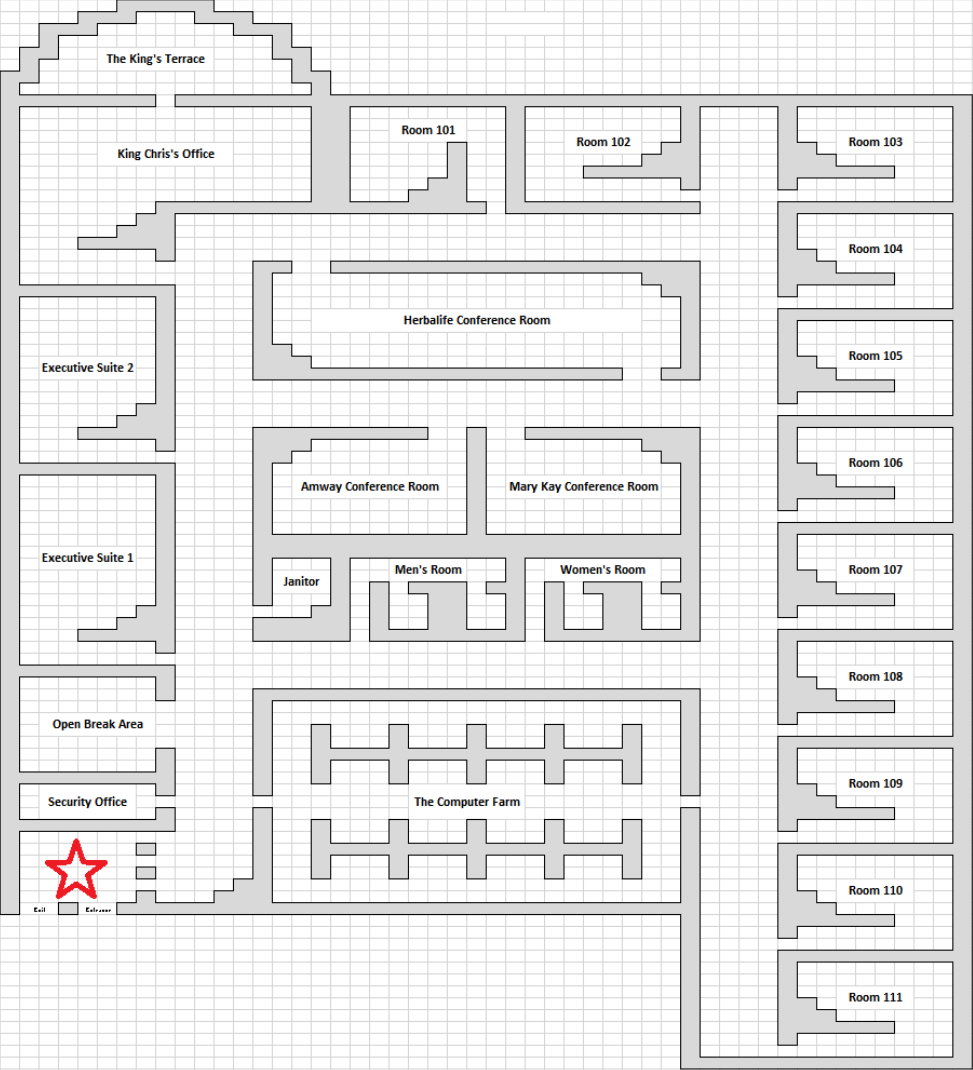 The King's Terrace
Room 101
King Chris's Office
Room 102
Room 103
Room 104
Herbalife Conference Room
Room 105
Executive Suite 2
Room 106
Amway Conference Room
Mary Kay Conference Room
Executive Suite 1
Janitor
Men's Room
Women's Room
Room 107
Room 108
Open Break Area
Security Office
The Computer Farm
Room 109
Room 110
Exit
Entrance
Room 111